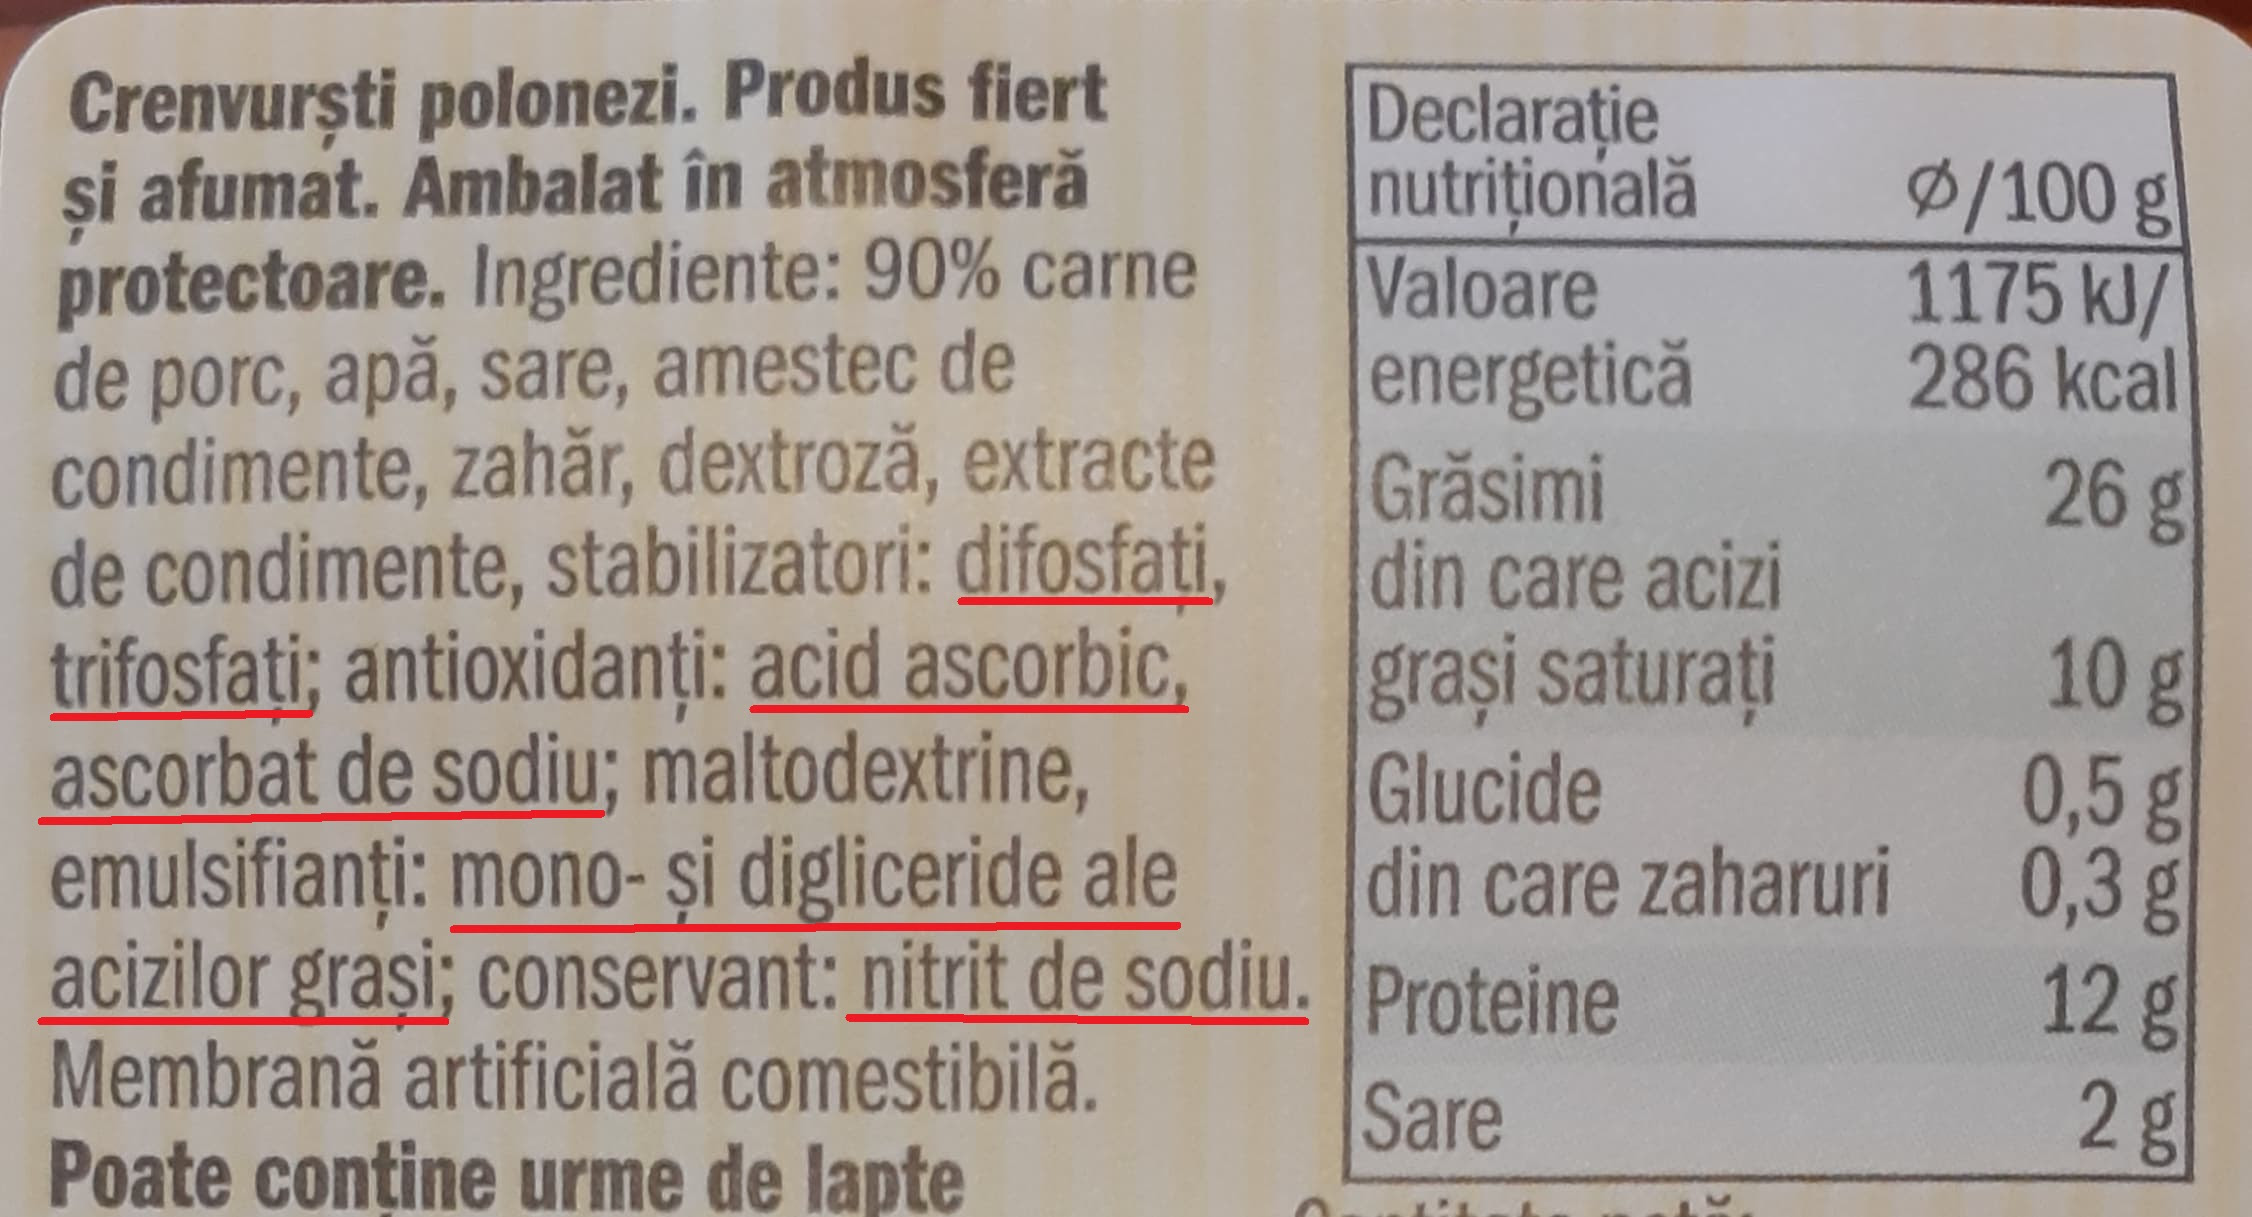 Crenvurști polonezi. Produs fiert
și afumat. Ambalat în atmosferă
protectoare. Ingrediente: 90% carne
de porc, apă, sare, amestec de
condimente, zahăr, dextroză, extracte
de condimente, stabilizatori: difosfați,
trifosfați; antioxidanți: acid ascorbic,
ascorbat de sodiu; maltodextrine,
emulsifianți: mono- și digliceride ale
acizilor grași; conservant: nitrit de sodiu.
Membrană artificială comestibilă.
Poate conține urme de lapte
Declarație
nutrițională Ø/100 g
Valoare 1175 kJ/
energetică 286 kcal
Grăsimi 26 g
din care acizi
grași saturați 10 g
Glucide 0,5 g
din care zaharuri 0,3 g
Proteine 12 g
Sare 2 g